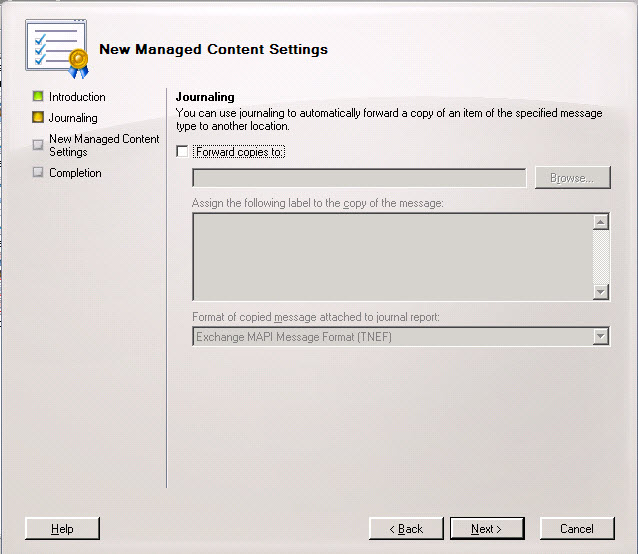 New Managed Content Settings
Introduction
Journaling
New Managed Content
Settings
Completion
Journaling
You can use journaling to automatically forward a copy of an item of the specified message
type to another location.
Forward copies to:
Browse...
Assign the following label to the copy of the message:
Format of copied message attached to journal report:
Exchange MAPI Message Format (TNEF)
Help
< Back
Next >
Cancel